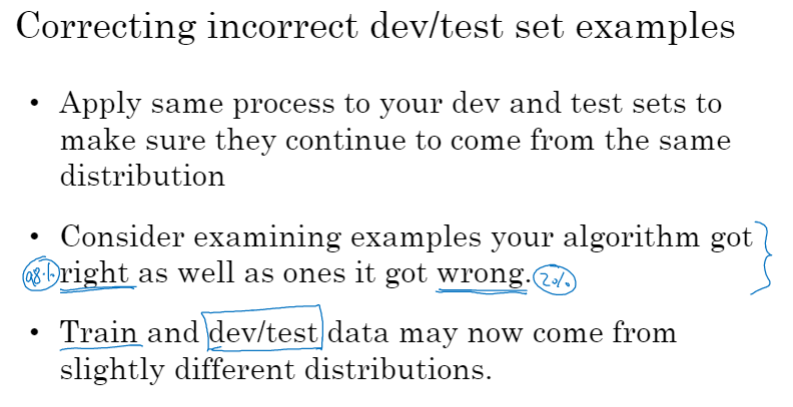 Correcting incorrect dev/test set examples
• Apply same process to your dev and test sets to
make sure they continue to come from the same
distribution
• Consider examining examples your algorithm got
98% right as well as ones it got wrong. 2%
• Train and dev/test data may now come from
slightly different distributions.